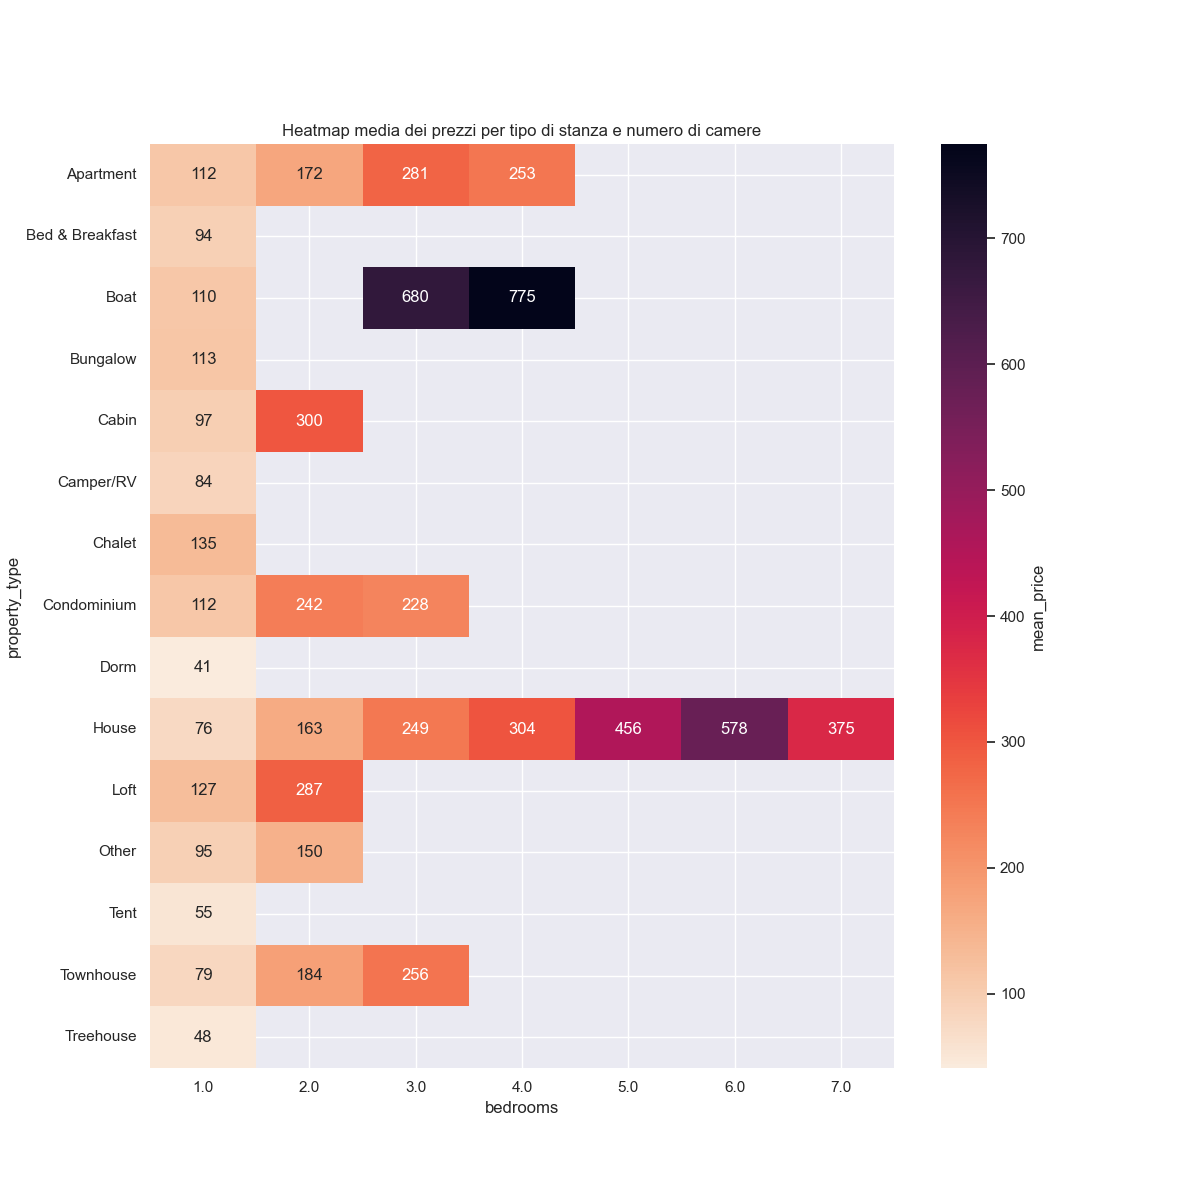 Heatmap media dei prezzi per tipo di stanza e numero di camere
property_type
Apartment 112 172 281 253
Bed & Breakfast 94
Boat 110 680 775
Bungalow 113
Cabin 97 300
Camper/RV 84
Chalet 135
Condominium 112 242 228
Dorm 41
House 76 163 249 304 456 578 375
Loft 127 287
Other 95 150
Tent 55
Townhouse 79 184 256
Treehouse 48
1.0 2.0 3.0 4.0 5.0 6.0 7.0
bedrooms
700
600
500
400
300
200
100
mean_price